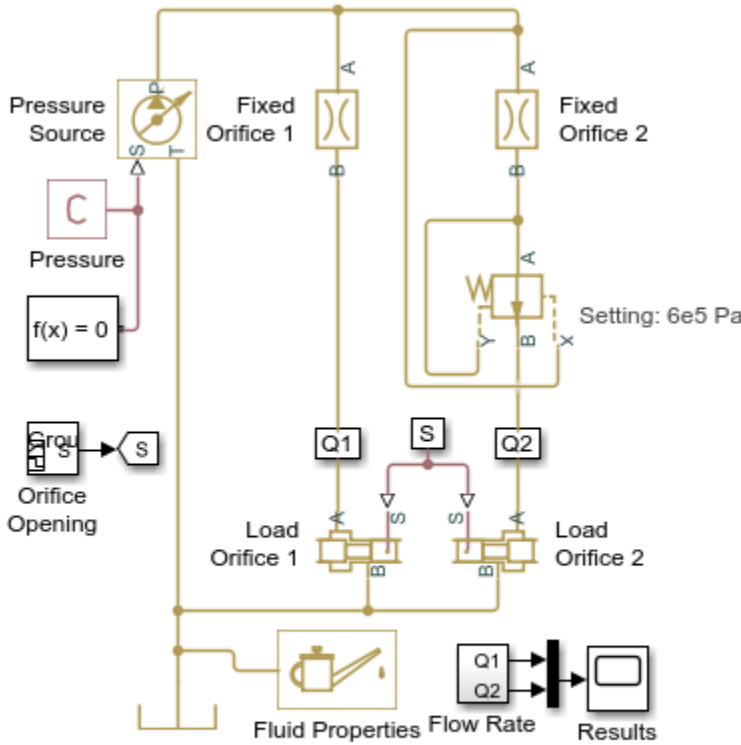 A
A
P
Pressure
Source
Fixed
Orifice 1
Fixed
Orifice 2
S
T
B
B
C
Pressure
A
f(x) = 0
Setting: 6e5 Pa
Y
B
X
Q1
S
Q2
Grou
S
S
Orifice
Opening
A
S
S
A
Load
Orifice 1
Load
Orifice 2
B
B
Fluid Properties
Q1
Q2
Flow Rate
Results